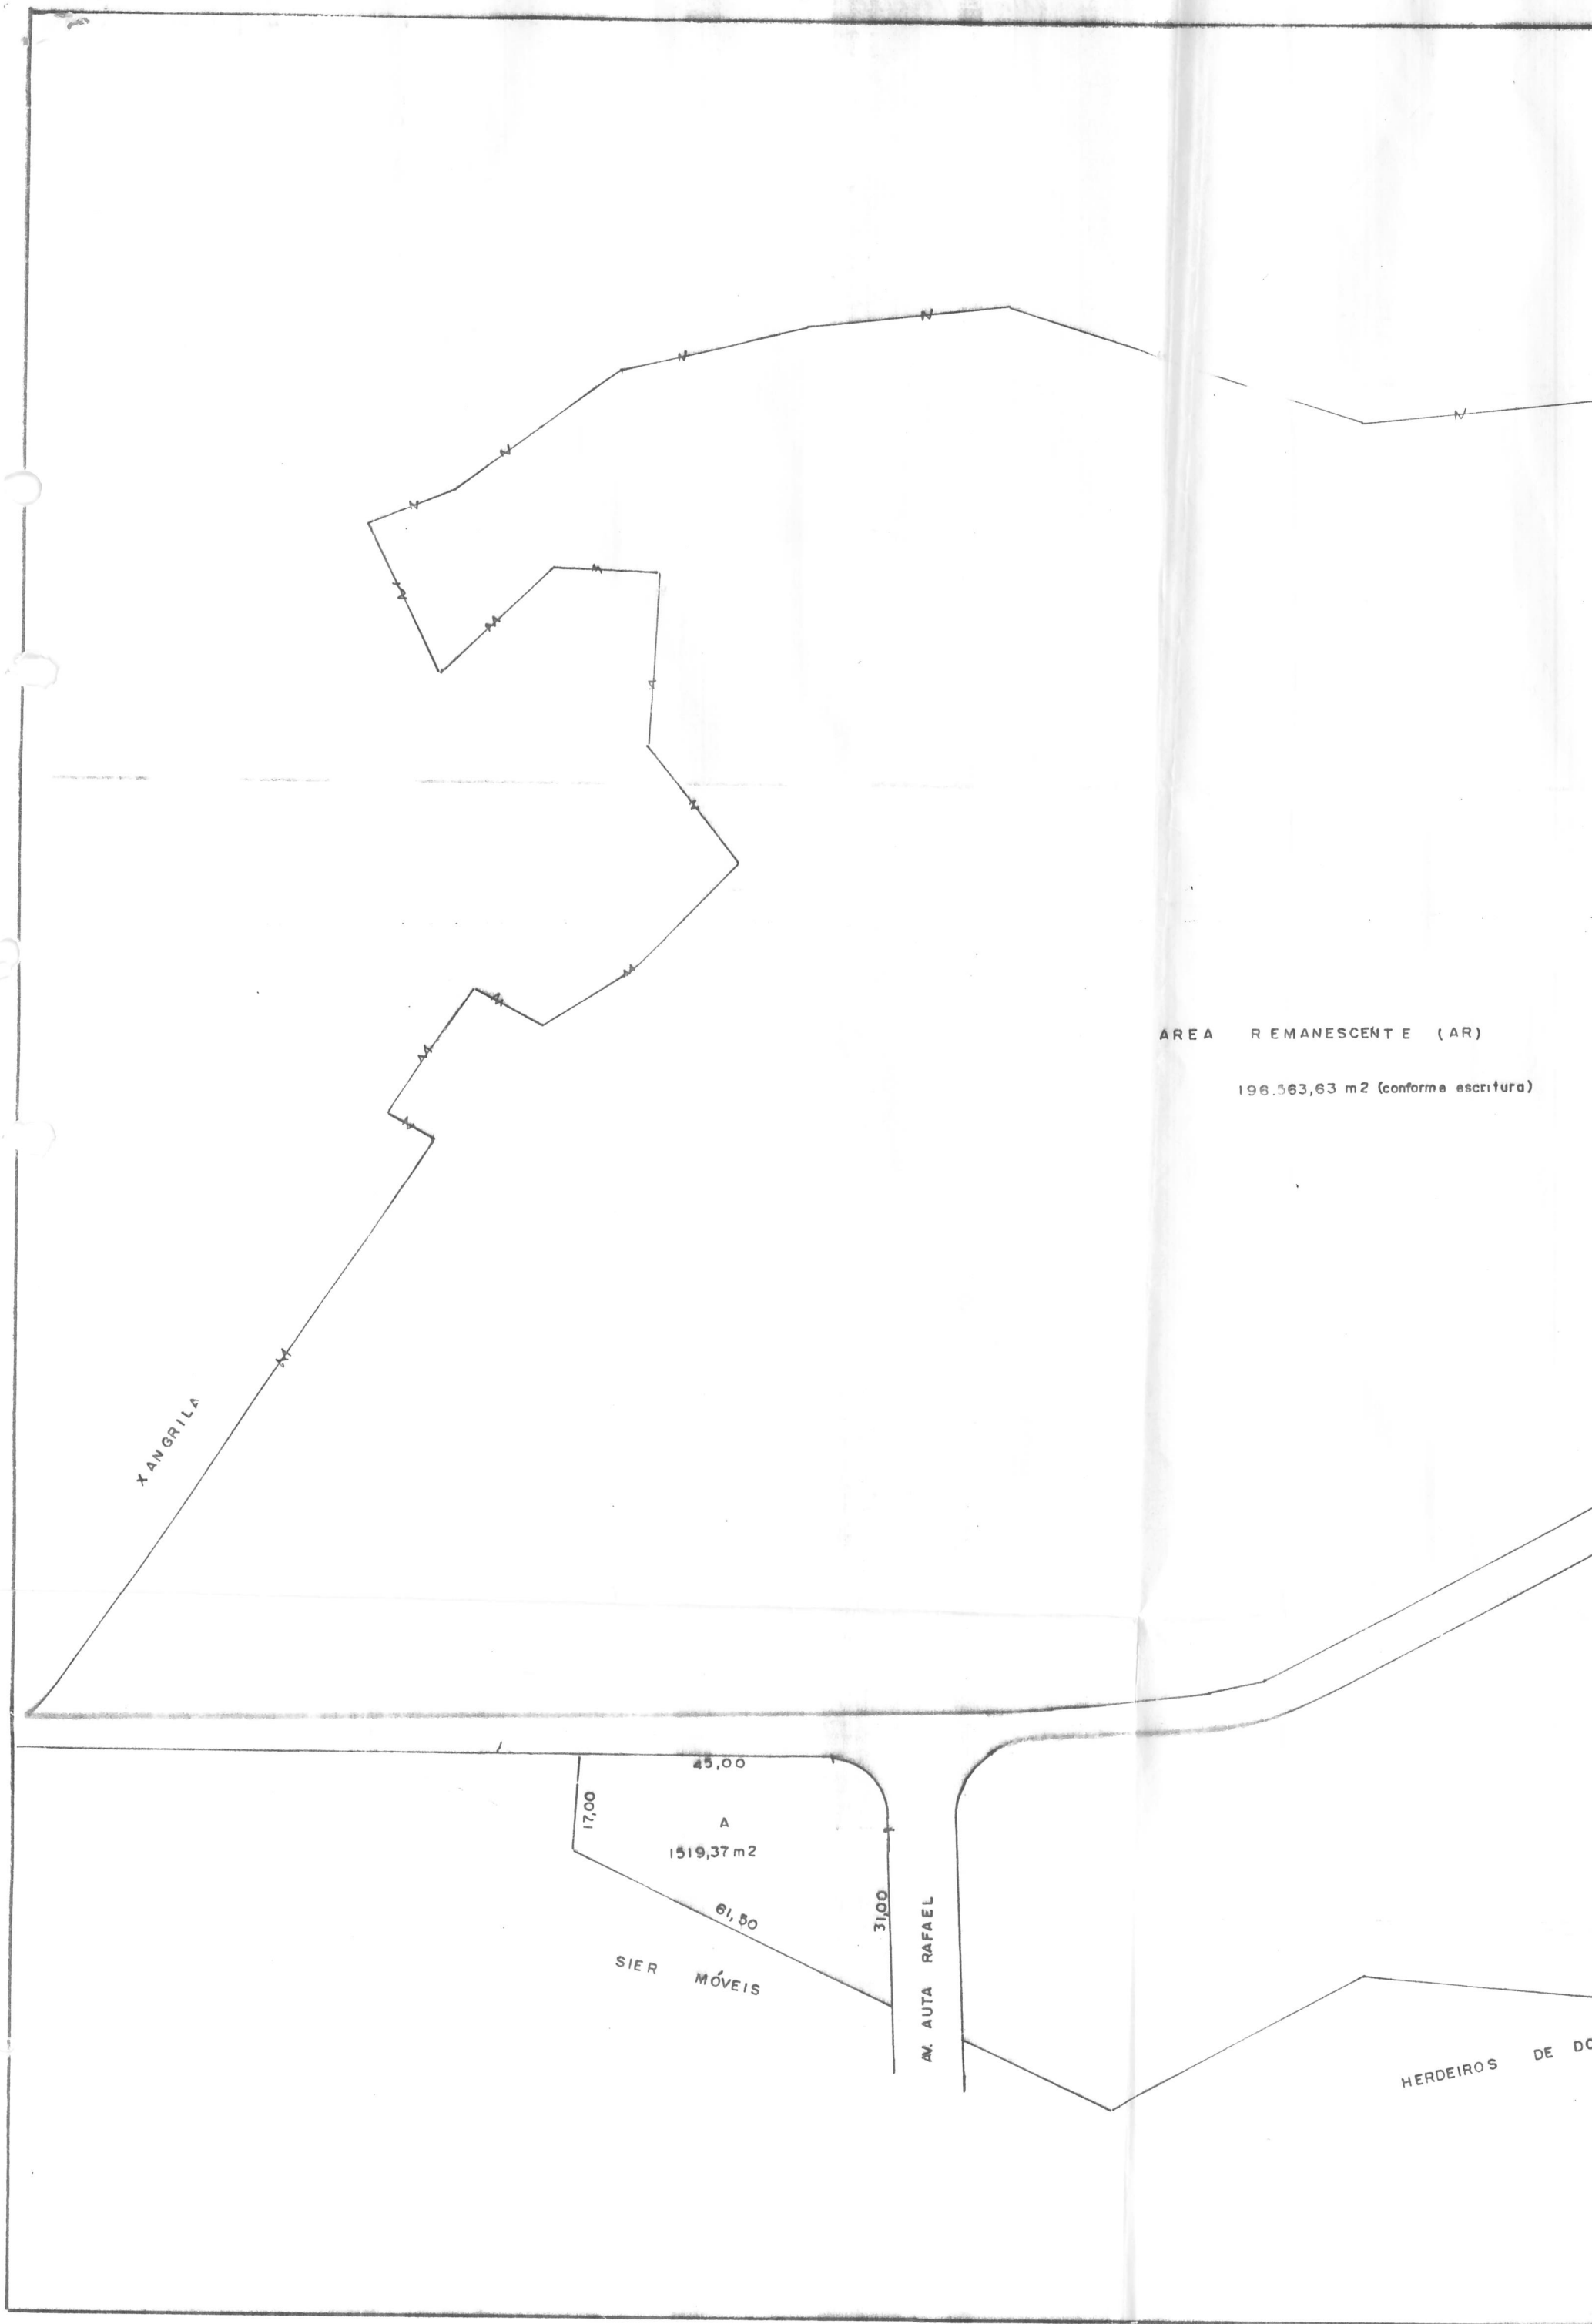 AREA REMANESCENTE (AR)
196.563,63 m2 (conforme escritura)
XANGRILA
45,00
17,00
A
1519,37 m2
61,50
31,00
SIER MÓVEIS
AV. AUTA RAFAEL
HERDEIROS DE DO